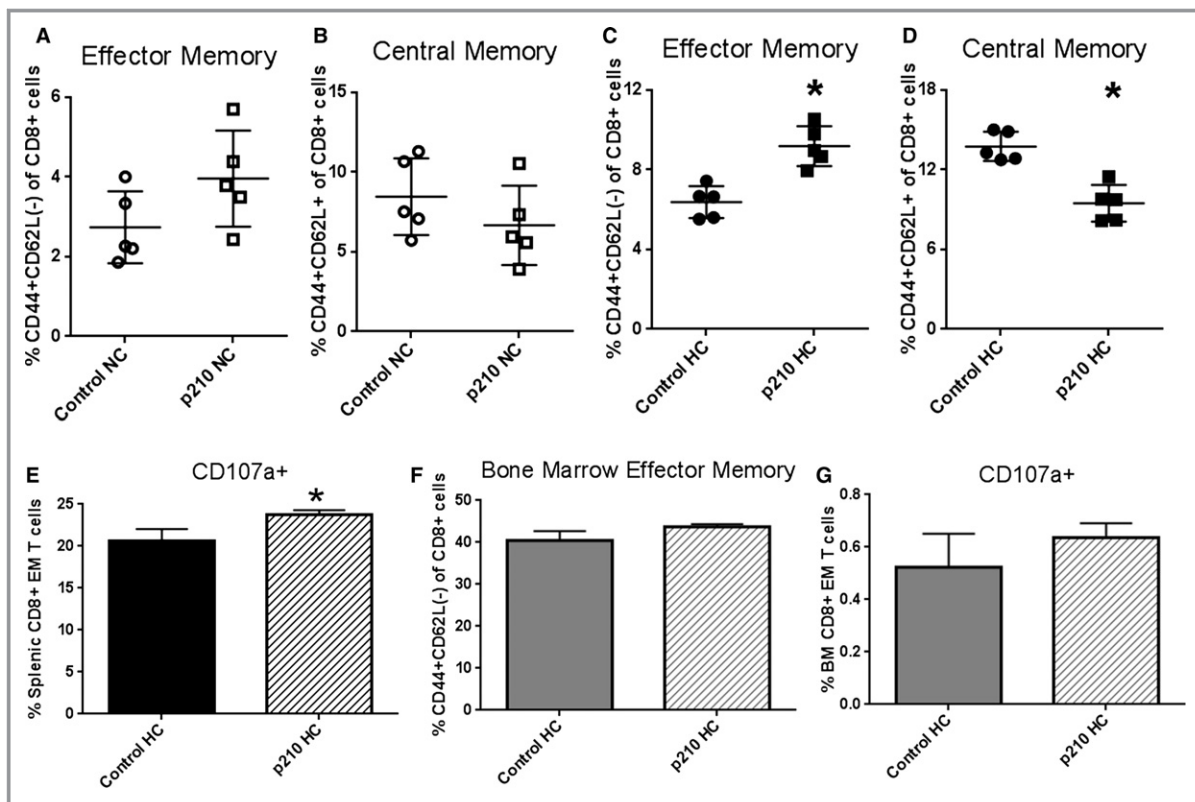 A
Effector Memory
% CD44+CD62L(-) of CD8+ cells
6
4
2
0
Control NC
p210 NC
B
Central Memory
% CD44+CD62L+ of CD8+ cells
15
10
5
0
Control NC
p210 NC
C
Effector Memory
% CD44+CD62L(-) of CD8+ cells
12
8
4
0
*
Control HC
p210 HC
D
Central Memory
% CD44+CD62L+ of CD8+ cells
18
12
6
0
*
Control HC
p210 HC
E
CD107a+
% Splenic CD8+ EM T cells
25
20
15
10
5
0
*
Control HC
p210 HC
F
Bone Marrow Effector Memory
% CD44+CD62L(-) of CD8+ cells
50
40
30
20
10
0
Control HC
p210 HC
G
CD107a+
% BM CD8+ EM T cells
0.8
0.6
0.4
0.2
0.0
Control HC
p210 HC